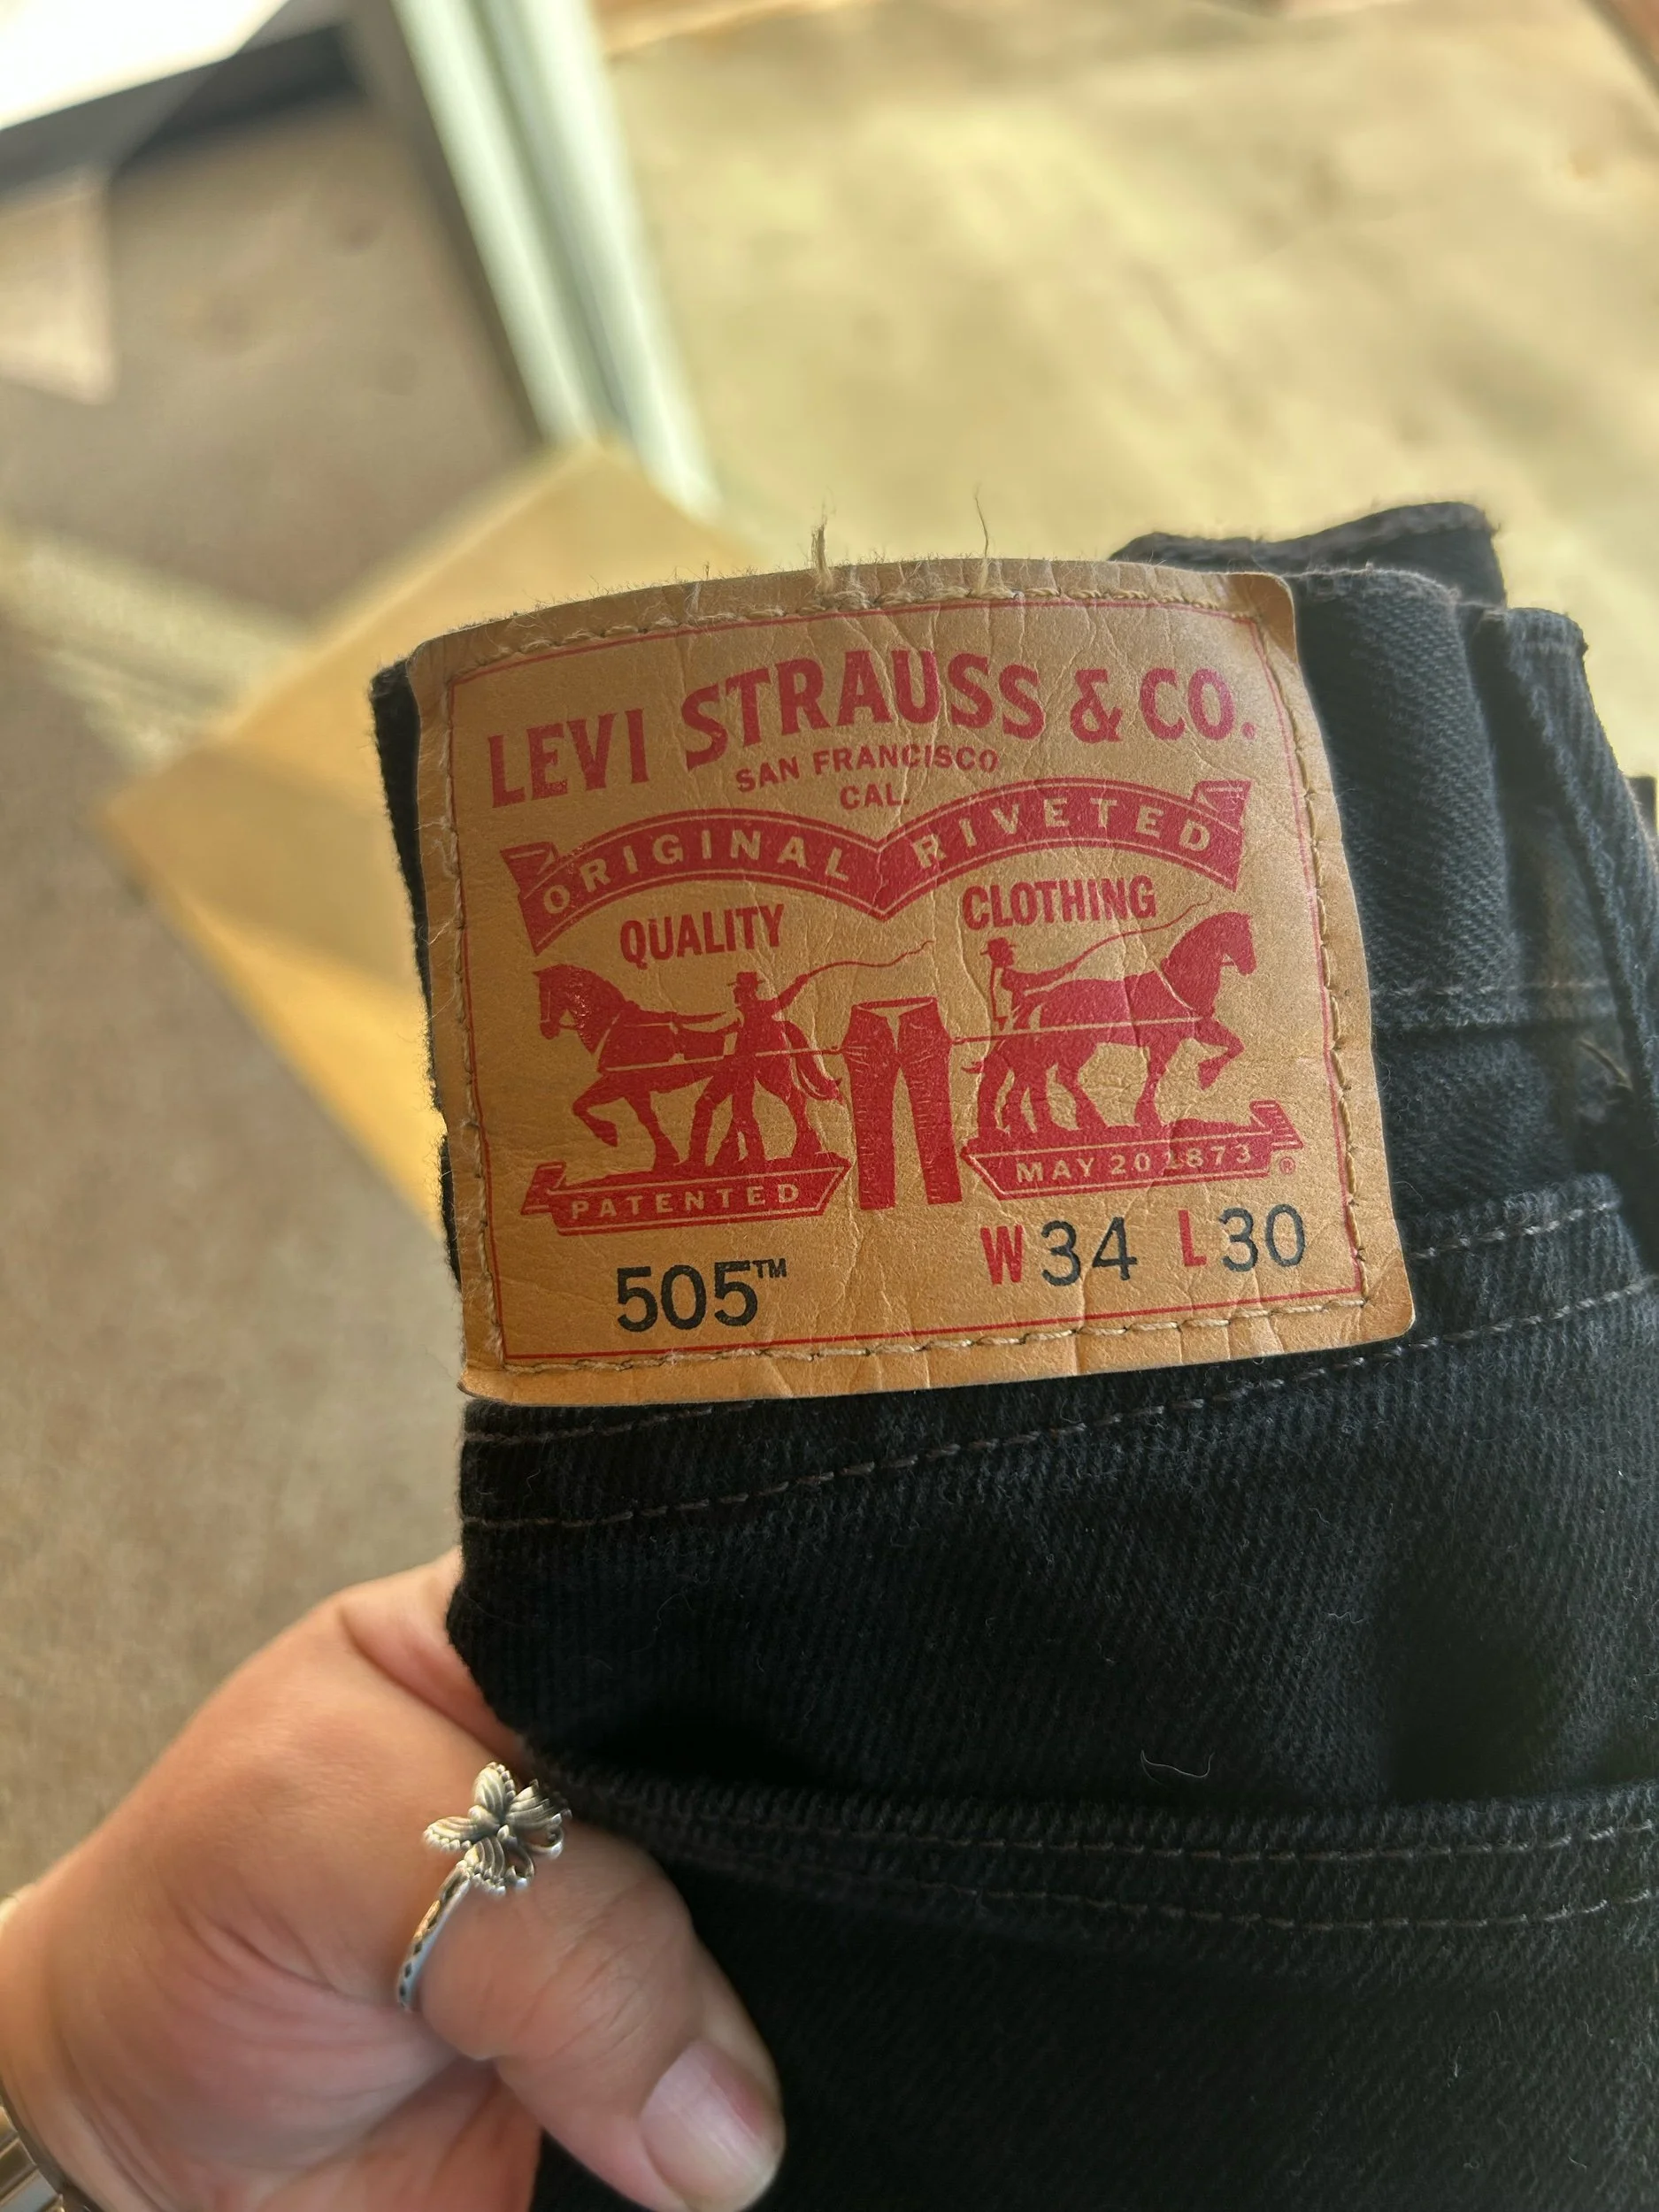 LEVI STRAUSS & CO.
SAN FRANCISCO
CAL.
ORIGINAL RIVETED
QUALITY CLOTHING
PATENTED MAY 20 1873 ®
505™ W34 L30